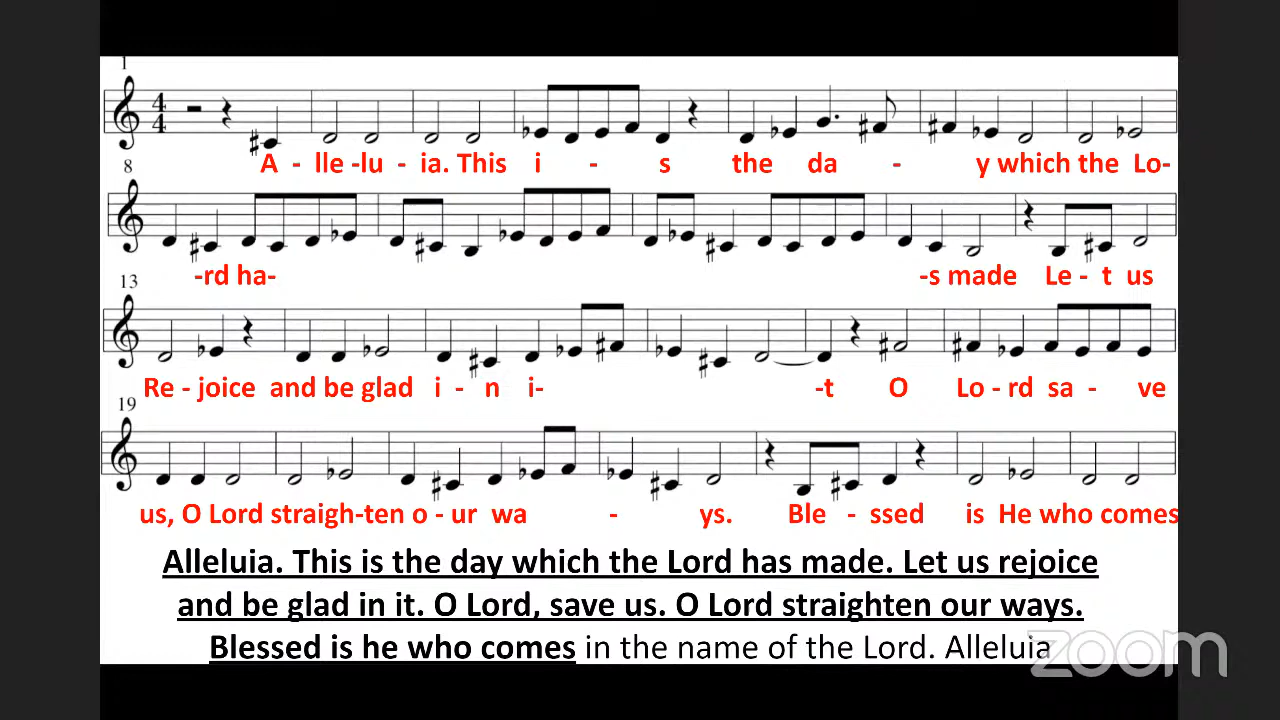 1
4
4
A - lle -lu - ia. This i - s the da - y which the Lo-
8
-rd ha- -s made Le - t us
13
Re - joice and be glad i - n i- -t O Lo - rd sa - ve
19
us, O Lord straigh-ten o - ur wa - ys. Ble - ssed is He who comes
Alleluia. This is the day which the Lord has made. Let us rejoice
and be glad in it. O Lord, save us. O Lord straighten our ways.
Blessed is he who comes in the name of the Lord. Alleluia
zoom